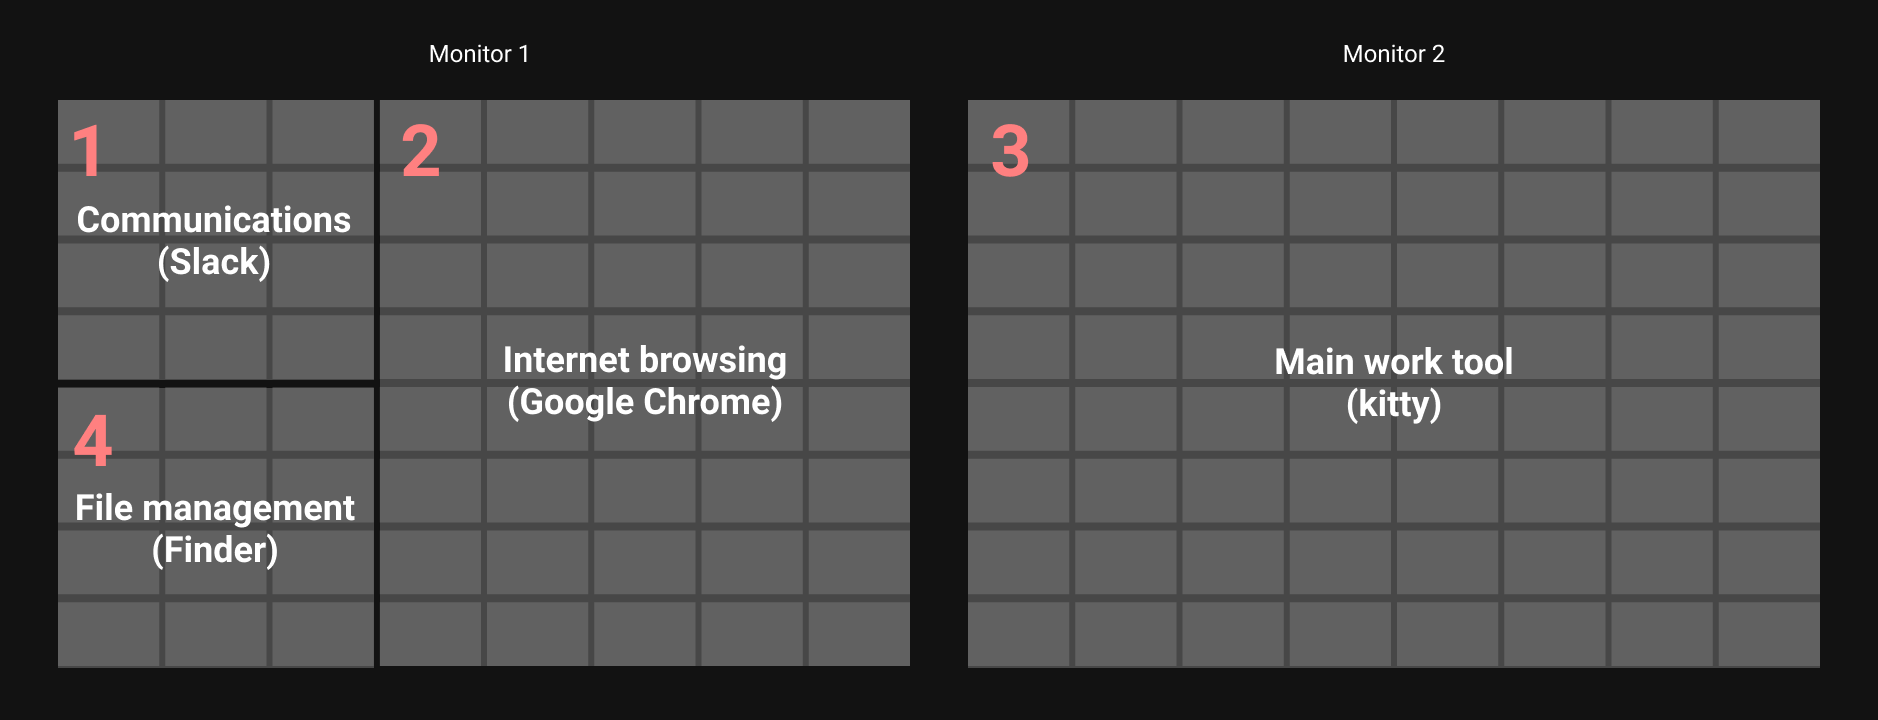 Monitor 1
Monitor 2
1
Communications
(Slack)
2
Internet browsing
(Google Chrome)
3
Main work tool
(kitty)
4
File management
(Finder)